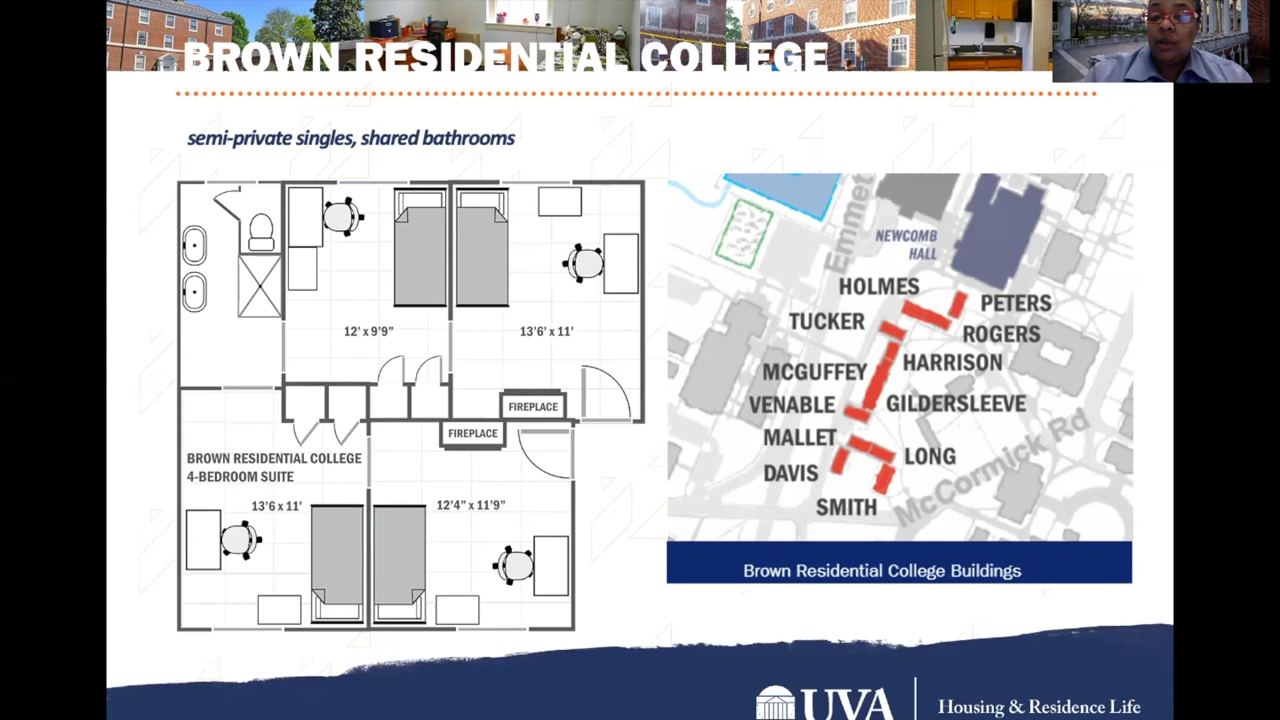 BROWN RESIDENTIAL COLLEGE
semi-private singles, shared bathrooms
12' x 9'9"
13'6' x 11'
FIREPLACE
FIREPLACE
BROWN RESIDENTIAL COLLEGE
4-BEDROOM SUITE
13'6 x 11'
12'4" x 11'9"
Emmet
NEWCOMB
HALL
HOLMES
PETERS
TUCKER
ROGERS
HARRISON
MCGUFFEY
VENABLE
GILDERSLEEVE
MALLET
LONG
DAVIS
SMITH
McCormick Rd
Brown Residential College Buildings
UVA
Housing & Residence Life